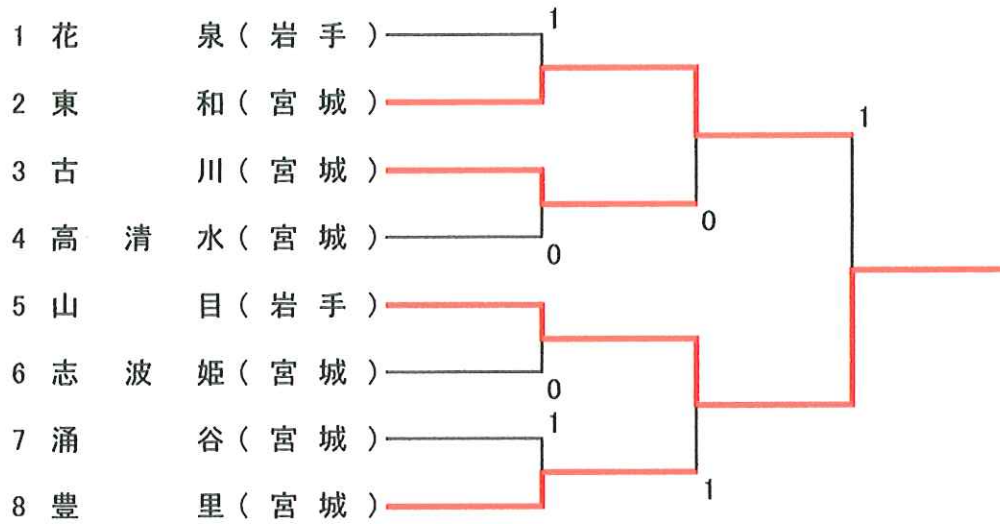 1 花泉(岩手) 1
2 東和(宮城)
1
3 古川(宮城)
0
4 高清水(宮城) 0
5 山目(岩手)
6 志波姫(宮城) 0
7 涌谷(宮城) 1
1
8 豊里(宮城)